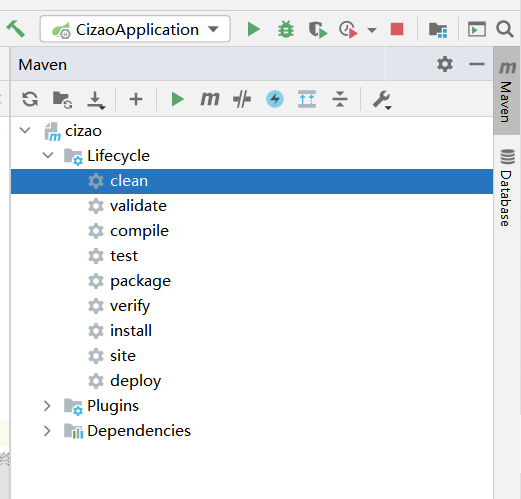 CizaoApplication
Maven
m
cizao
Lifecycle
clean
validate
compile
test
package
verify
install
site
deploy
Plugins
Dependencies
m Maven
Database